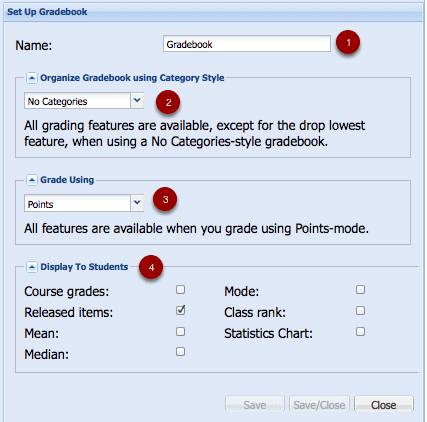 Set Up Gradebook
Name: Gradebook 1
Organize Gradebook using Category Style
No Categories 2
All grading features are available, except for the drop lowest
feature, when using a No Categories-style gradebook.
Grade Using
Points 3
All features are available when you grade using Points-mode.
Display To Students 4
Course grades: Mode:
Released items: Class rank:
Mean: Statistics Chart:
Median:
Save Save/Close Close